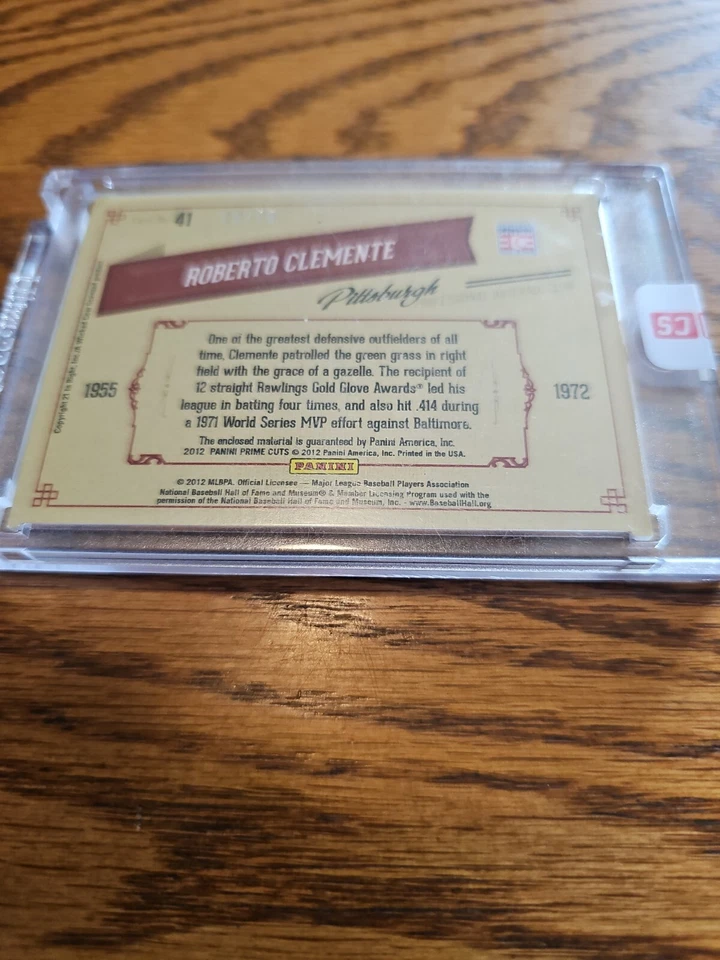 41
ROBERTO CLEMENTE
Pittsburgh
One of the greatest defensive outfielders of all
time, Clemente patrolled the green grass in right
field with the grace of a gazelle. The recipient of
12 straight Rawlings Gold Glove Awards® led his
league in batting four times, and also hit .414 during
a 1971 World Series MVP effort against Baltimore.
1955
1972
The enclosed material is guaranteed by Panini America, Inc.
2012 PANINI PRIME CUTS © 2012 Panini America, Inc. Printed in the USA.
PANINI
© 2012 MLBPA. Official Licensee — Major League Baseball Players Association
National Baseball Hall of Fame and Museum® & Member Licensing Program used with the
permission of the National Baseball Hall of Fame and Museum, Inc. - www.BaseballHall.org
CS